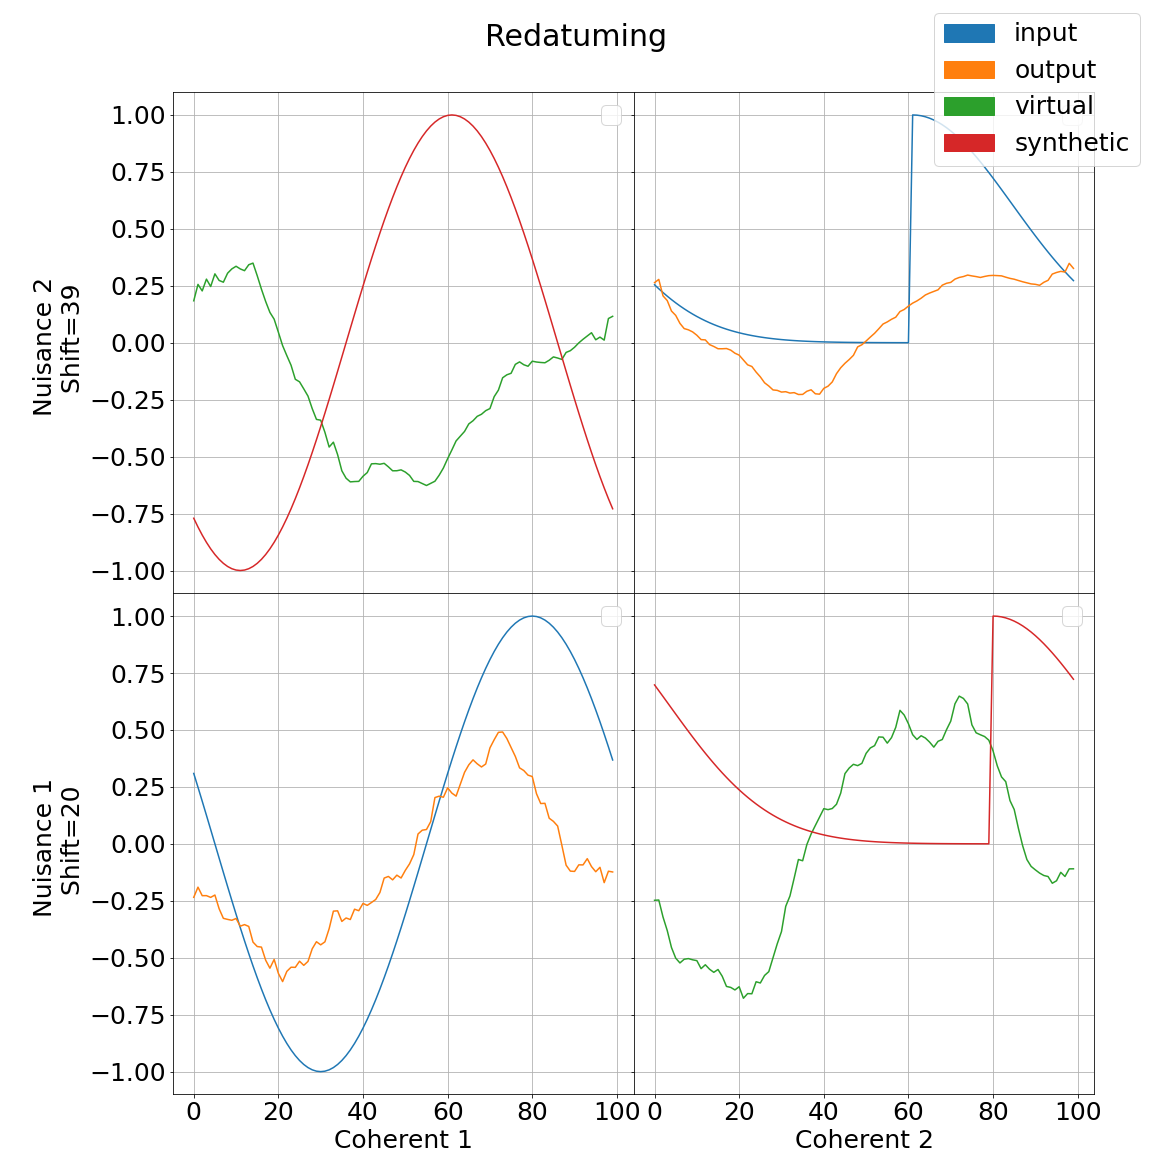 Redatuming
input
output
virtual
synthetic
Nuisance 2
Shift=39
1.00
0.75
0.50
0.25
0.00
−0.25
−0.50
−0.75
−1.00
Nuisance 1
Shift=20
1.00
0.75
0.50
0.25
0.00
−0.25
−0.50
−0.75
−1.00
0 20 40 60 80 100
0 20 40 60 80 100
Coherent 1
Coherent 2